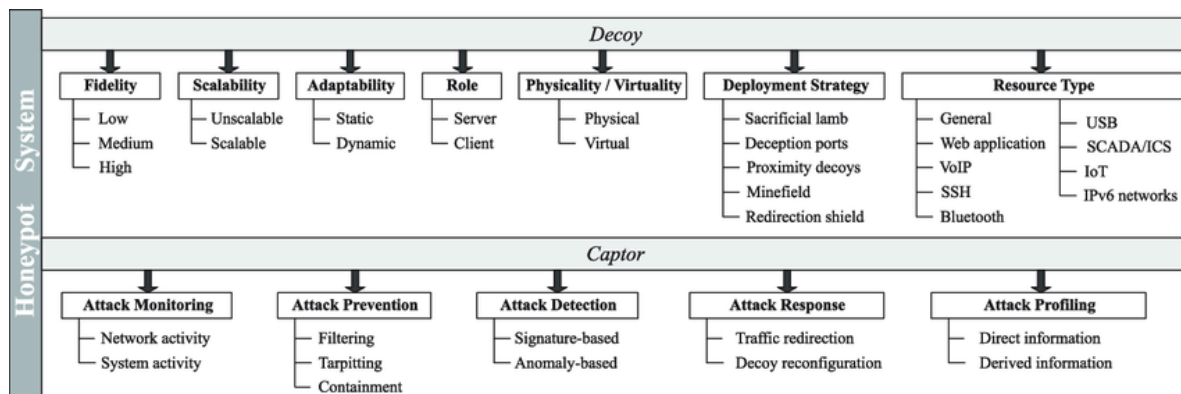 Honeypot System
Decoy
Fidelity
Low
Medium
High
Scalability
Unscalable
Scalable
Adaptability
Static
Dynamic
Role
Server
Client
Physicality / Virtuality
Physical
Virtual
Deployment Strategy
Sacrificial lamb
Deception ports
Proximity decoys
Minefield
Redirection shield
Resource Type
General
Web application
VoIP
SSH
Bluetooth
USB
SCADA/ICS
IoT
IPv6 networks
Captor
Attack Monitoring
Network activity
System activity
Attack Prevention
Filtering
Tarpitting
Containment
Attack Detection
Signature-based
Anomaly-based
Attack Response
Traffic redirection
Decoy reconfiguration
Attack Profiling
Direct information
Derived information